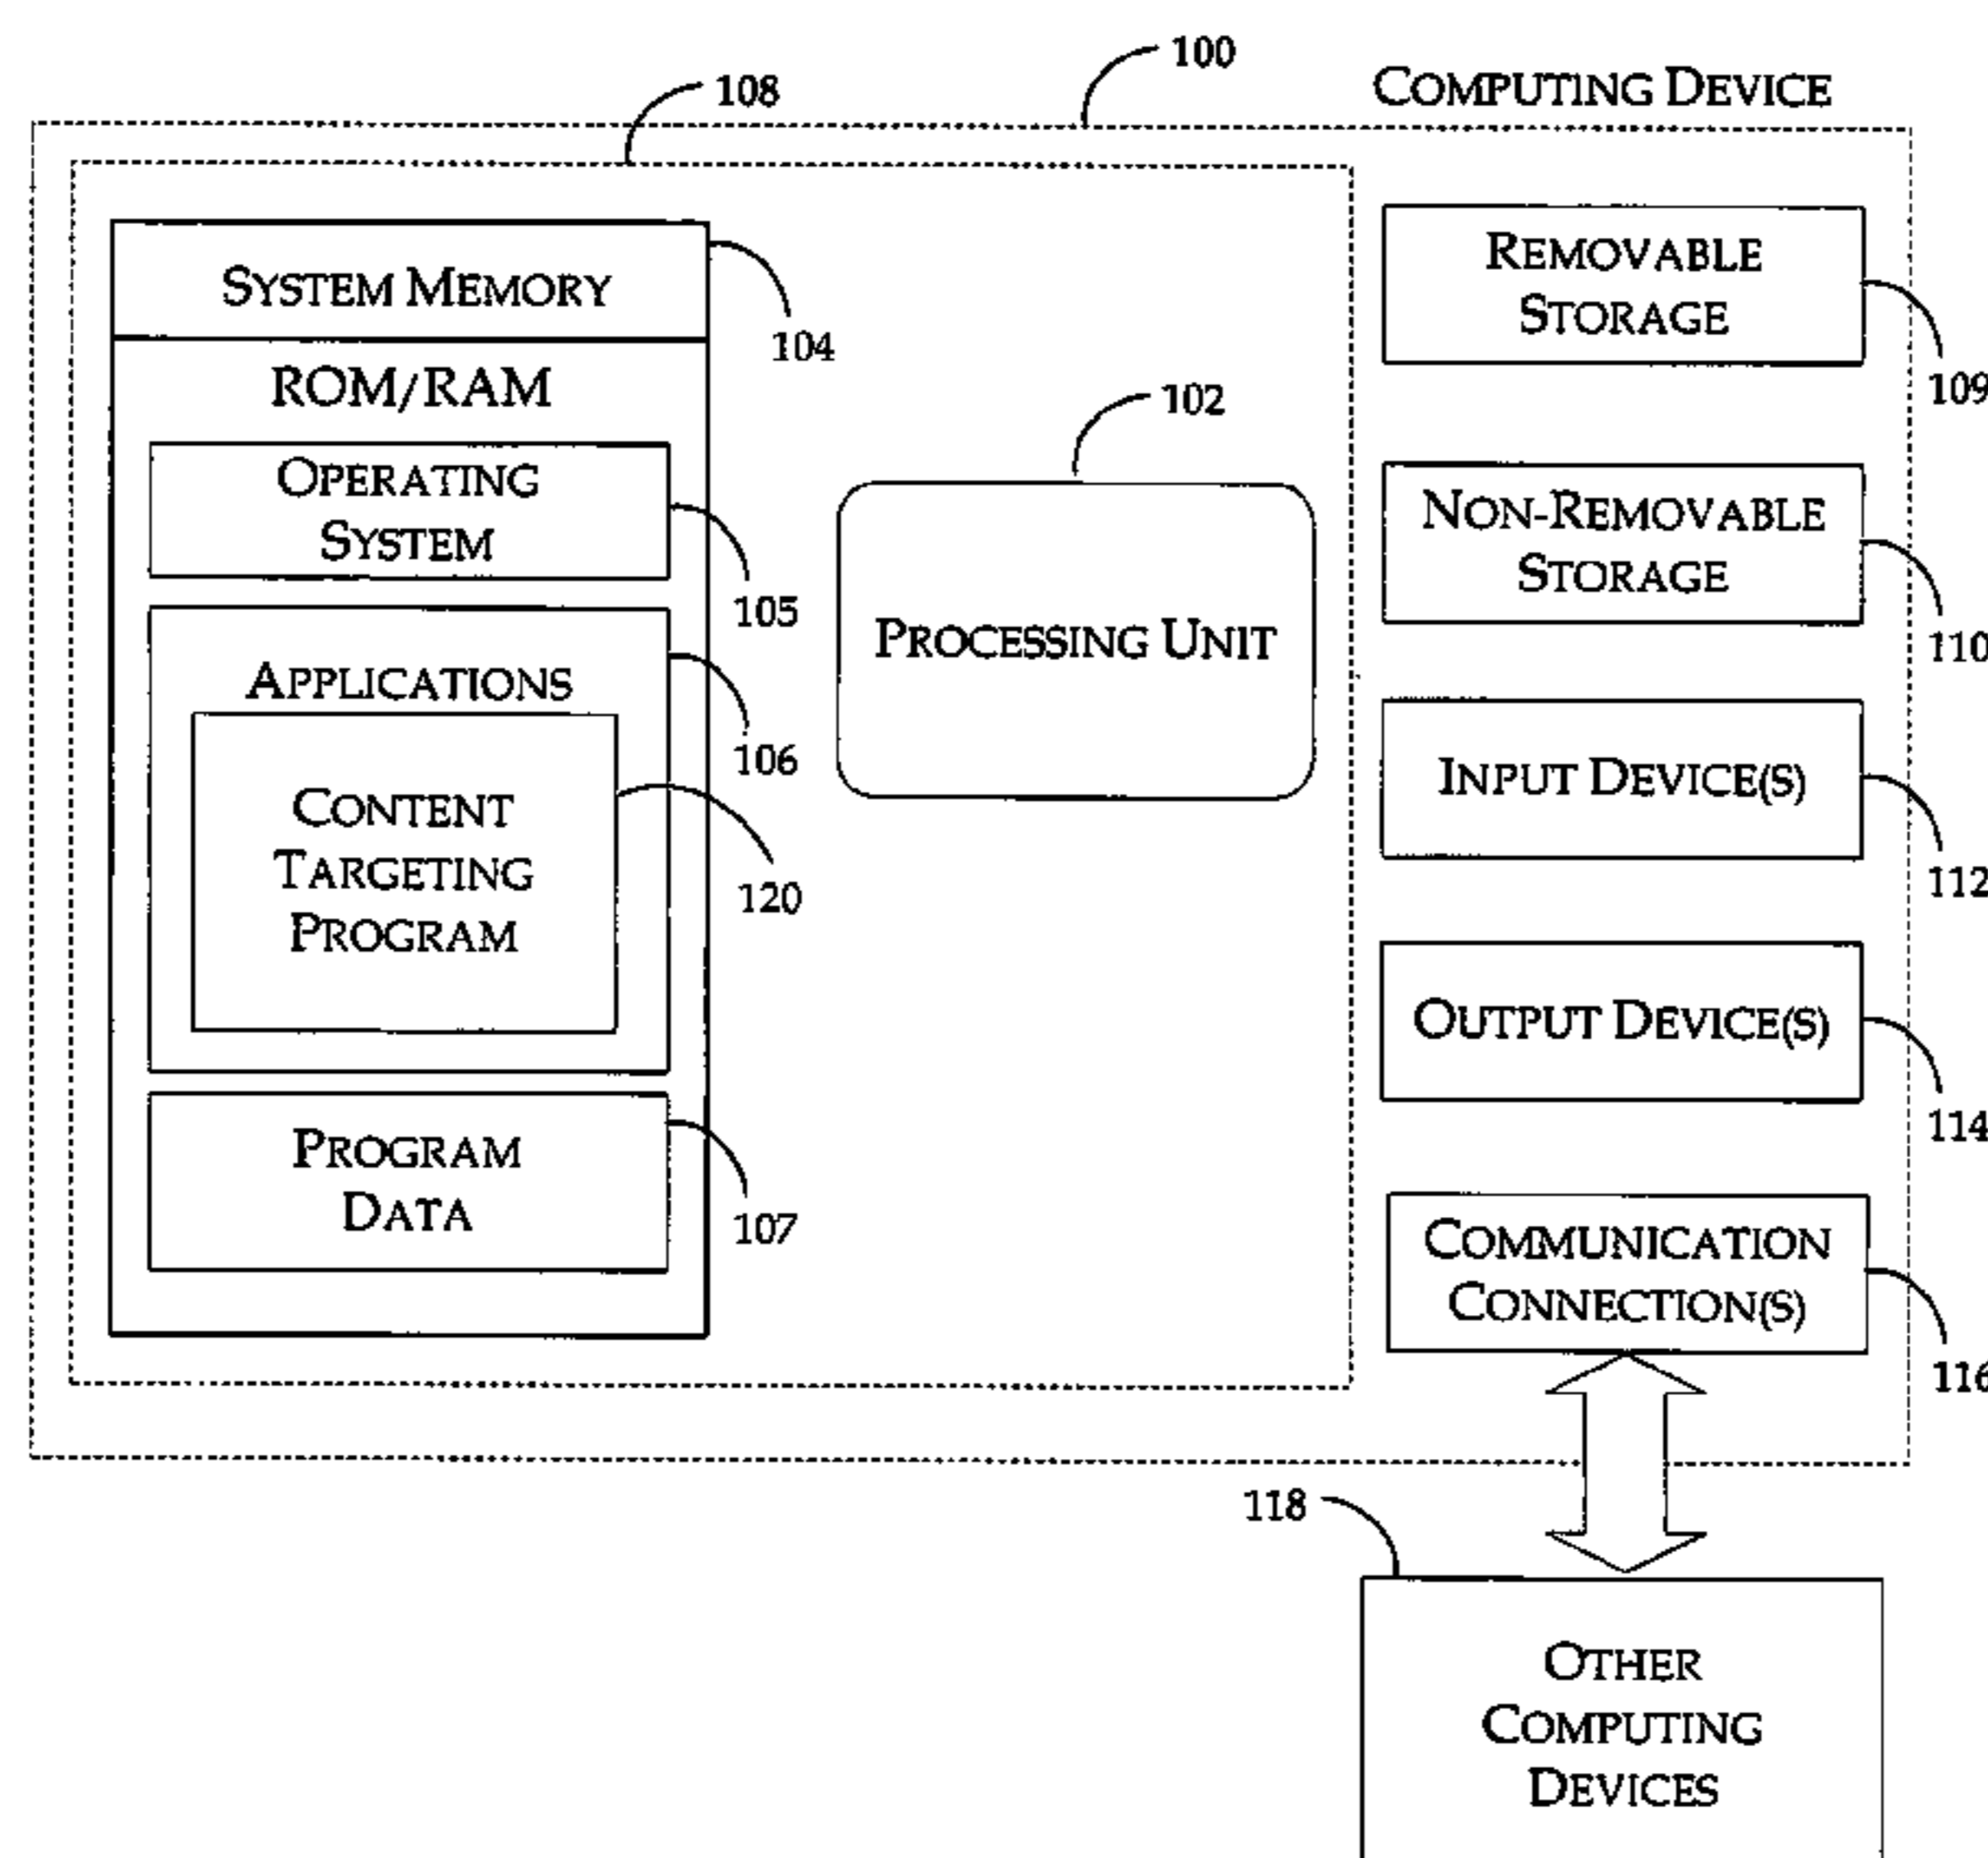 100
COMPUTING DEVICE
108
SYSTEM MEMORY
104
ROM/RAM
OPERATING
SYSTEM
105
APPLICATIONS
106
CONTENT
TARGETING
PROGRAM
120
PROGRAM
DATA
107
102
PROCESSING UNIT
REMOVABLE
STORAGE
109
NON-REMOVABLE
STORAGE
110
INPUT DEVICE(S)
112
OUTPUT DEVICE(S)
114
COMMUNICATION
CONNECTION(S)
116
118
OTHER
COMPUTING
DEVICES